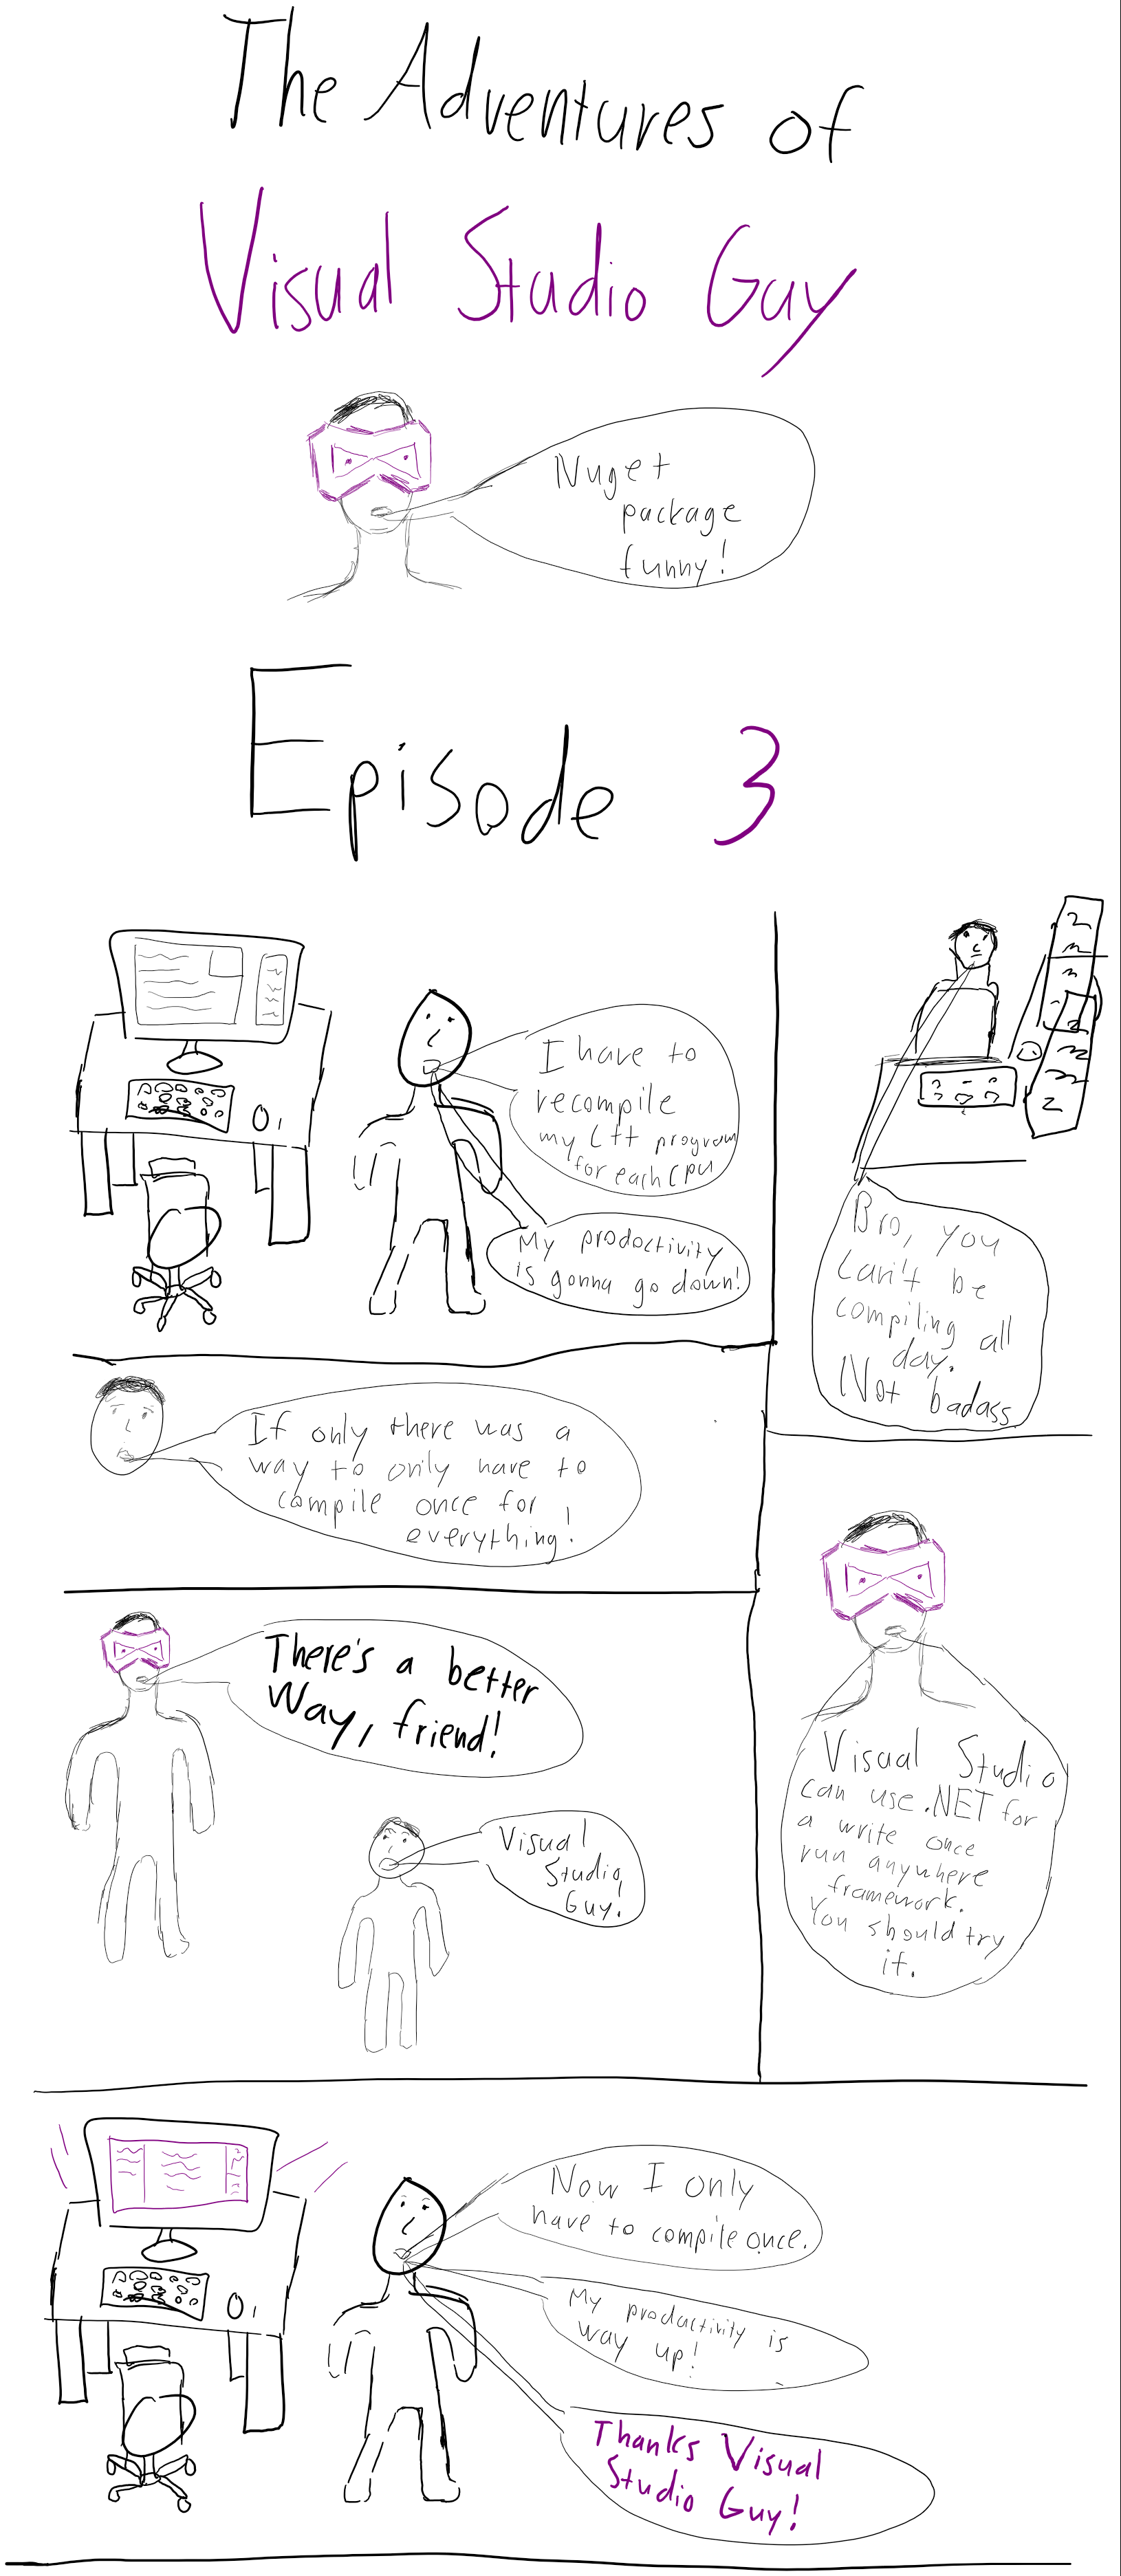 The Adventures of
Visual Studio Guy
Nuget
package
funny!
Episode 3
I have to
recompile
my C++ program
for each CPU
My prodoctivity
is gonna go down!
Bro, you
can't be
compiling all
day.
Not badass
If only there was a
way to only have to
compile once for
everything!
There's a better
Way, friend!
Visual
Studio
Guy!
Visual Studio
can use .NET for
a write once
run anywhere
framework.
You should try
it.
Now I only
have to compile once.
My productivity is
way up!
Thanks Visual
Studio Guy!